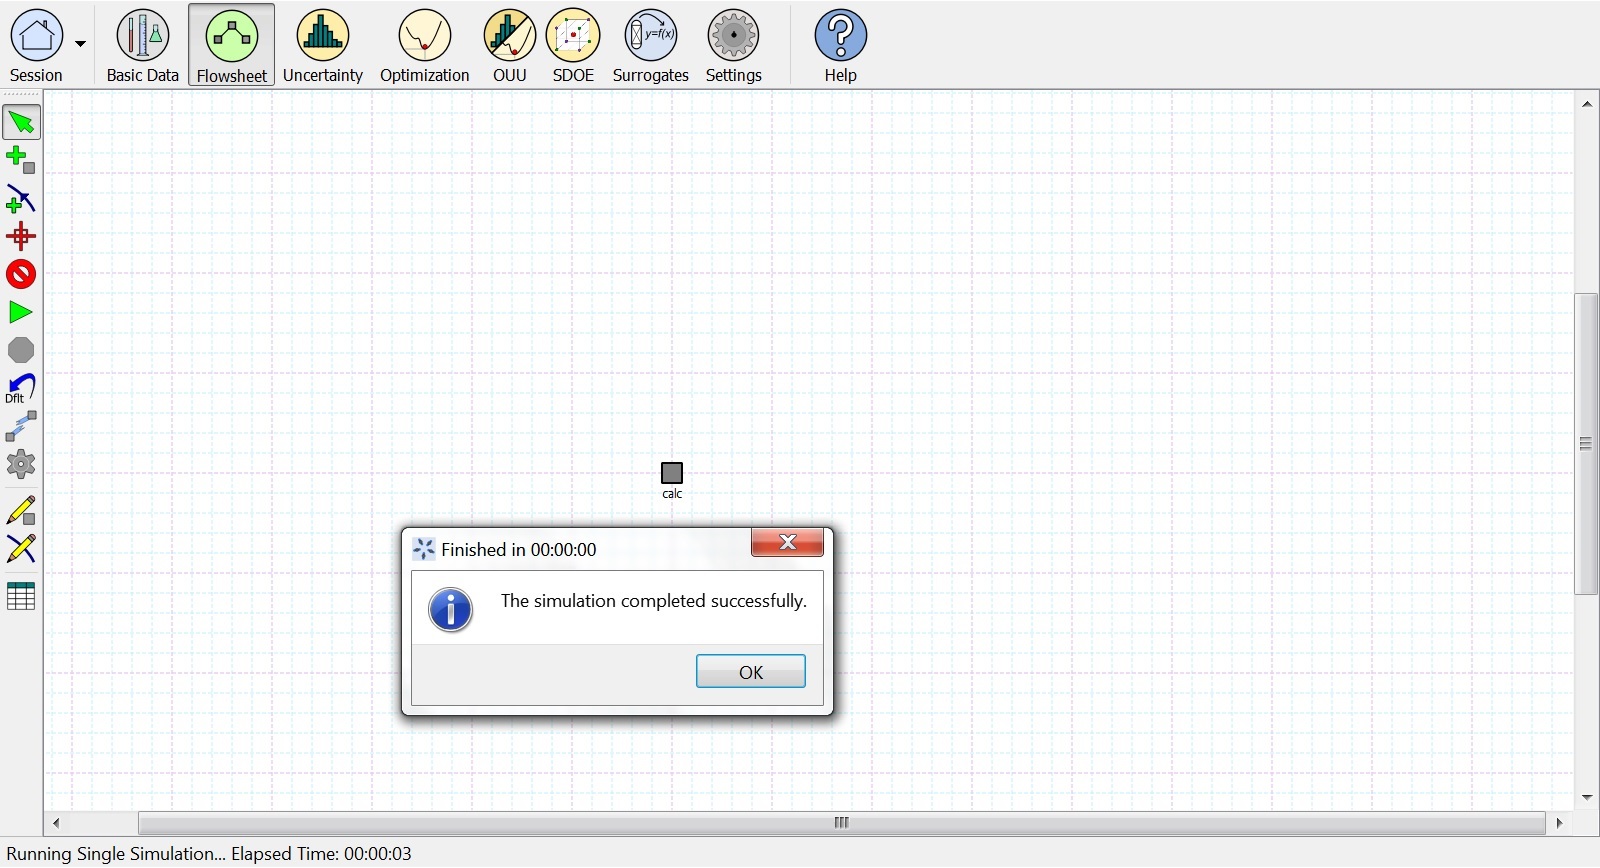 Session
Basic Data
Flowsheet
Uncertainty
Optimization
OUU
SDOE
y=f(x)
Surrogates
Settings
?
Help
Dflt
calc
Finished in 00:00:00
The simulation completed successfully.
OK
Running Single Simulation... Elapsed Time: 00:00:03